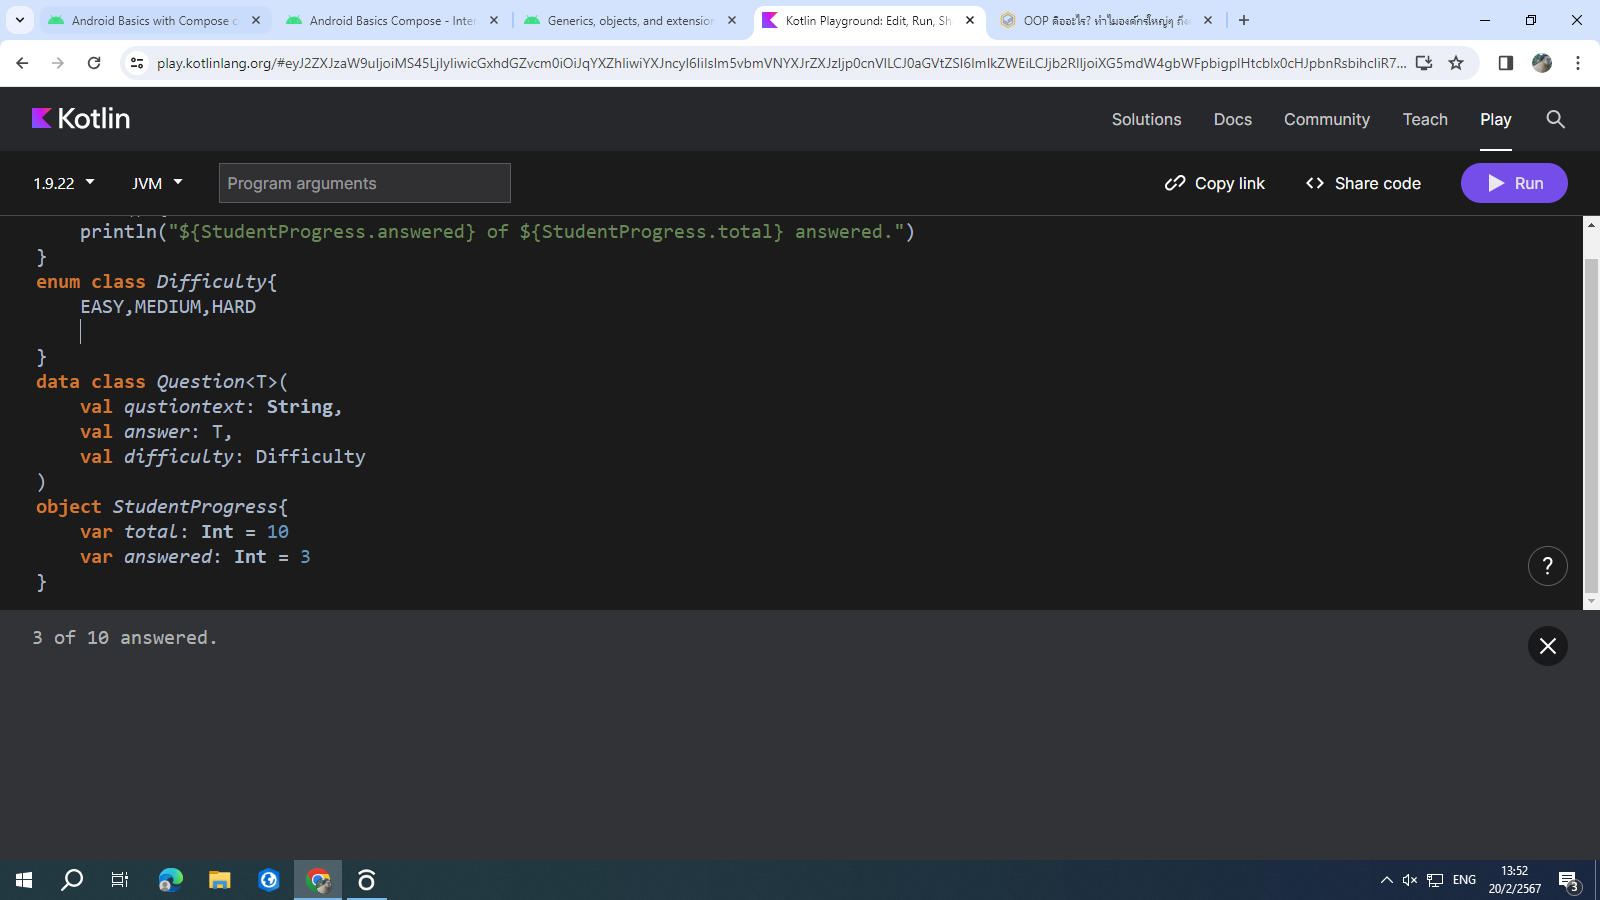 Android Basics with Compose c
Android Basics Compose - Inter
Generics, objects, and extension
Kotlin Playground: Edit, Run, Sh
OOP คืออะไร? ทำไมองค์กรใหญ่ๆ ถึง
play.kotlinlang.org/
Kotlin
Solutions
Docs
Community
Teach
Play
1.9.22
JVM
Program arguments
Copy link
Share code
Run
println("${StudentProgress.answered} of ${StudentProgress.total} answered.")
}
enum class Difficulty{
EASY,MEDIUM,HARD
}
data class Question<T>(
val qustiontext: String,
val answer: T,
val difficulty: Difficulty
)
object StudentProgress{
var total: Int = 10
var answered: Int = 3
}
?
3 of 10 answered.
ENG
13:52
20/2/2567
3